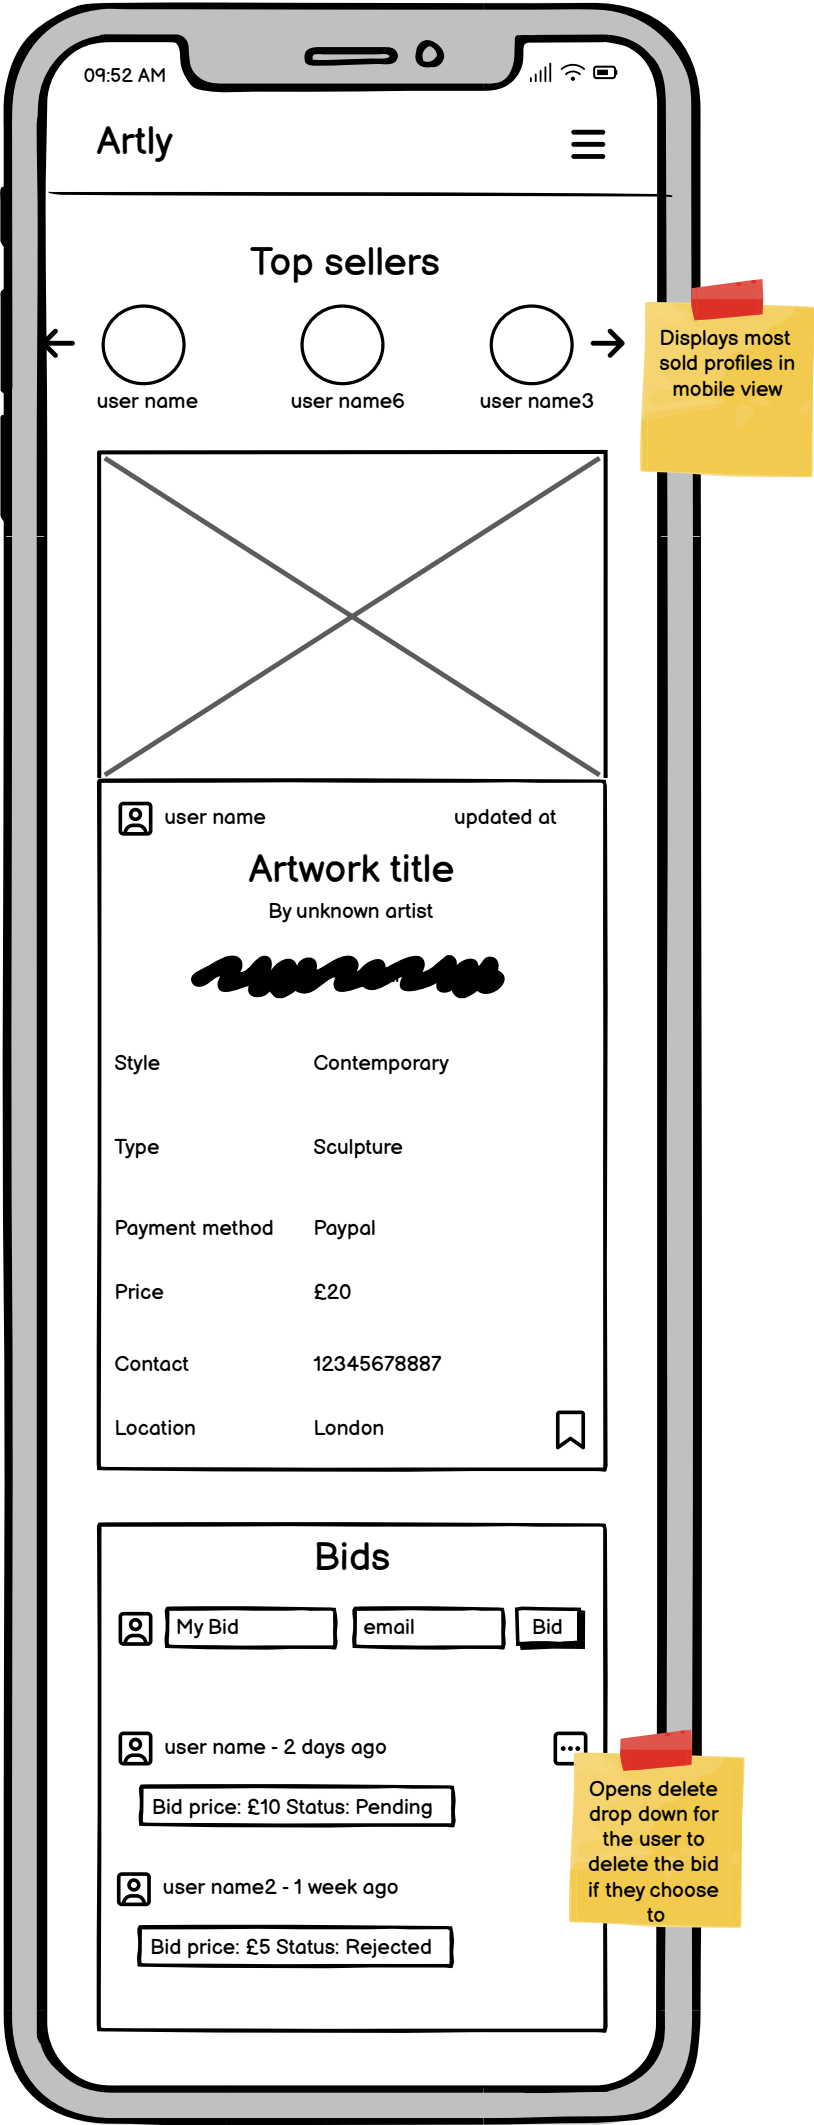 09:52 AM
Artly
Top sellers
user name
user name6
user name3
Displays most
sold profiles in
mobile view
user name
updated at
Artwork title
By unknown artist
Style Contemporary
Type Sculpture
Payment method Paypal
Price £20
Contact 12345678887
Location London
Bids
My Bid
email
Bid
user name - 2 days ago
Bid price: £10 Status: Pending
Opens delete
drop down for
the user to
delete the bid
if they choose
to
user name2 - 1 week ago
Bid price: £5 Status: Rejected